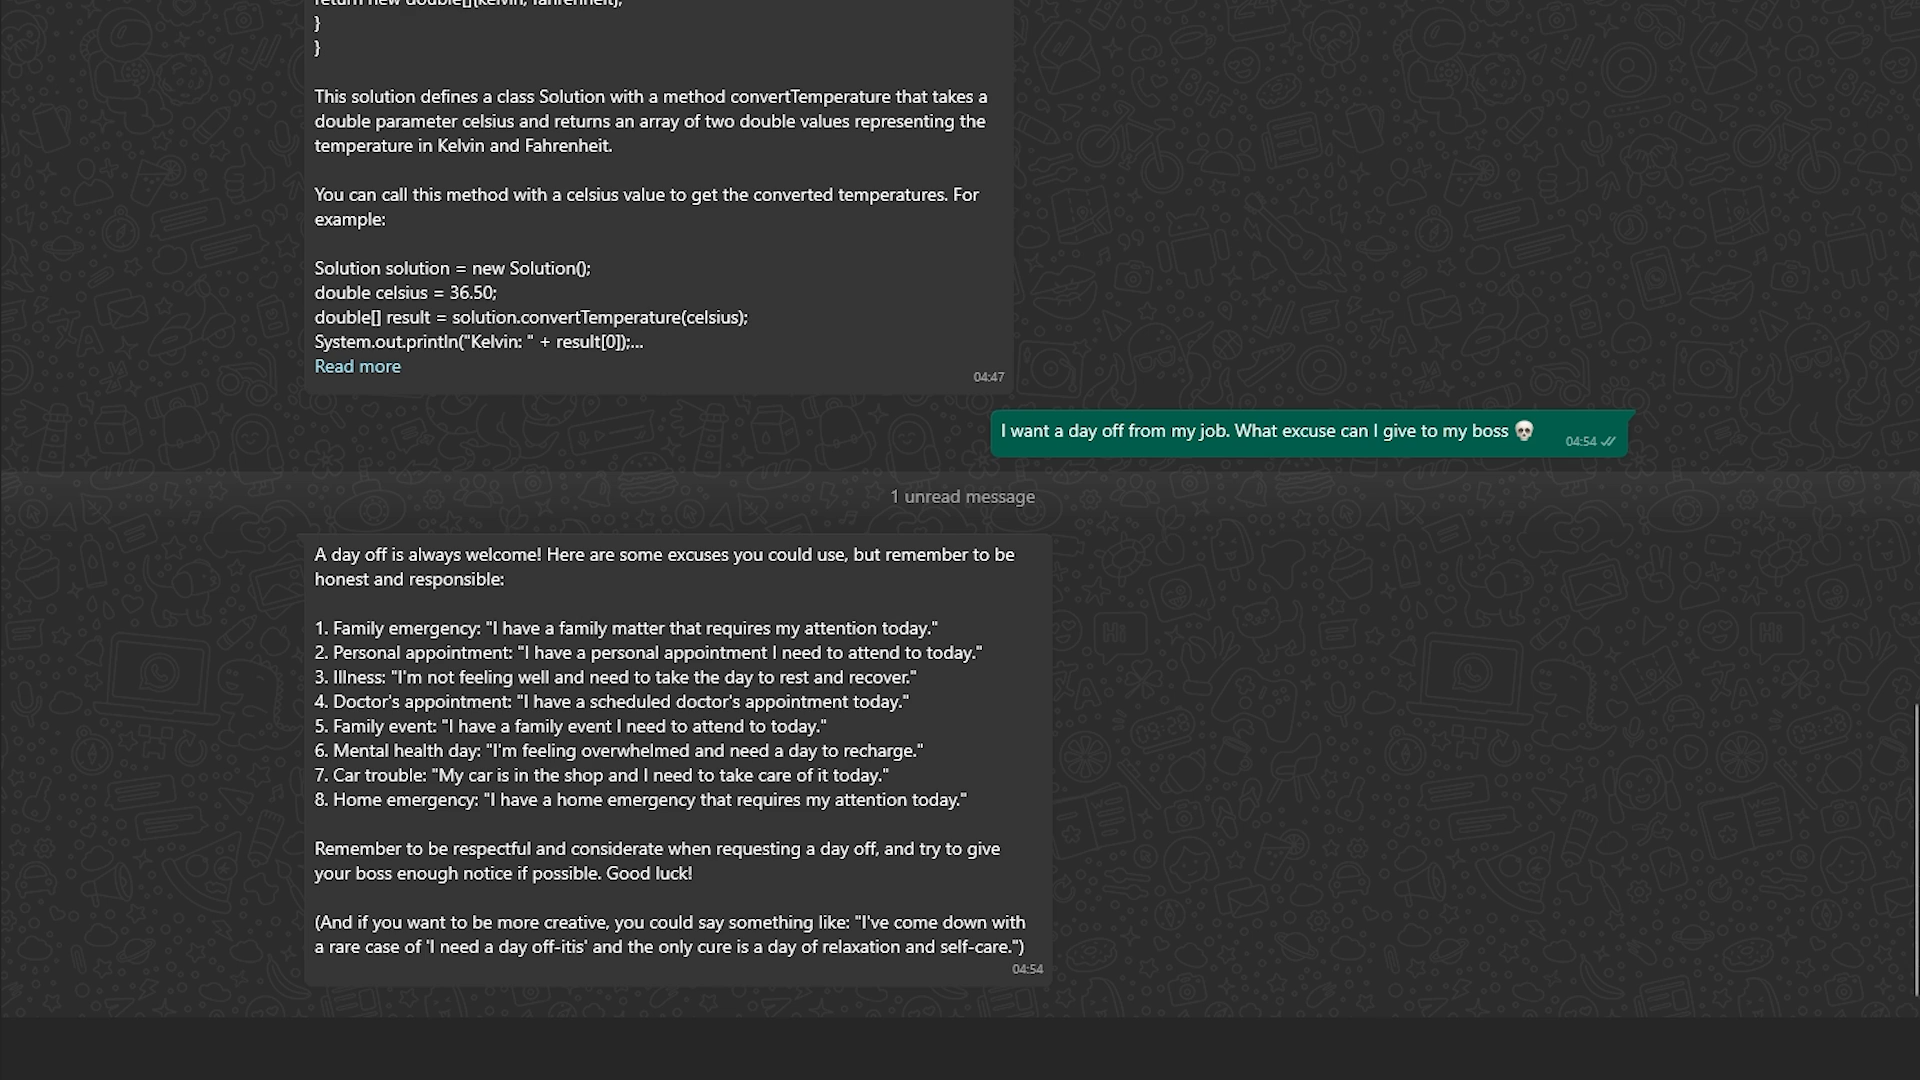 return new double[]{kelvin, fahrenheit};
}
}
This solution defines a class Solution with a method convertTemperature that takes a
double parameter celsius and returns an array of two double values representing the
temperature in Kelvin and Fahrenheit.
You can call this method with a celsius value to get the converted temperatures. For
example:
Solution solution = new Solution();
double celsius = 36.50;
double[] result = solution.convertTemperature(celsius);
System.out.println("Kelvin: " + result[0]);...
Read more
04:47
I want a day off from my job. What excuse can I give to my boss 💀
04:54
1 unread message
A day off is always welcome! Here are some excuses you could use, but remember to be
honest and responsible:
1. Family emergency: "I have a family matter that requires my attention today."
2. Personal appointment: "I have a personal appointment I need to attend to today."
3. Illness: "I'm not feeling well and need to take the day to rest and recover."
4. Doctor's appointment: "I have a scheduled doctor's appointment today."
5. Family event: "I have a family event I need to attend to today."
6. Mental health day: "I'm feeling overwhelmed and need a day to recharge."
7. Car trouble: "My car is in the shop and I need to take care of it today."
8. Home emergency: "I have a home emergency that requires my attention today."
Remember to be respectful and considerate when requesting a day off, and try to give
your boss enough notice if possible. Good luck!
(And if you want to be more creative, you could say something like: "I've come down with
a rare case of 'I need a day off-itis' and the only cure is a day of relaxation and self-care.")
04:54